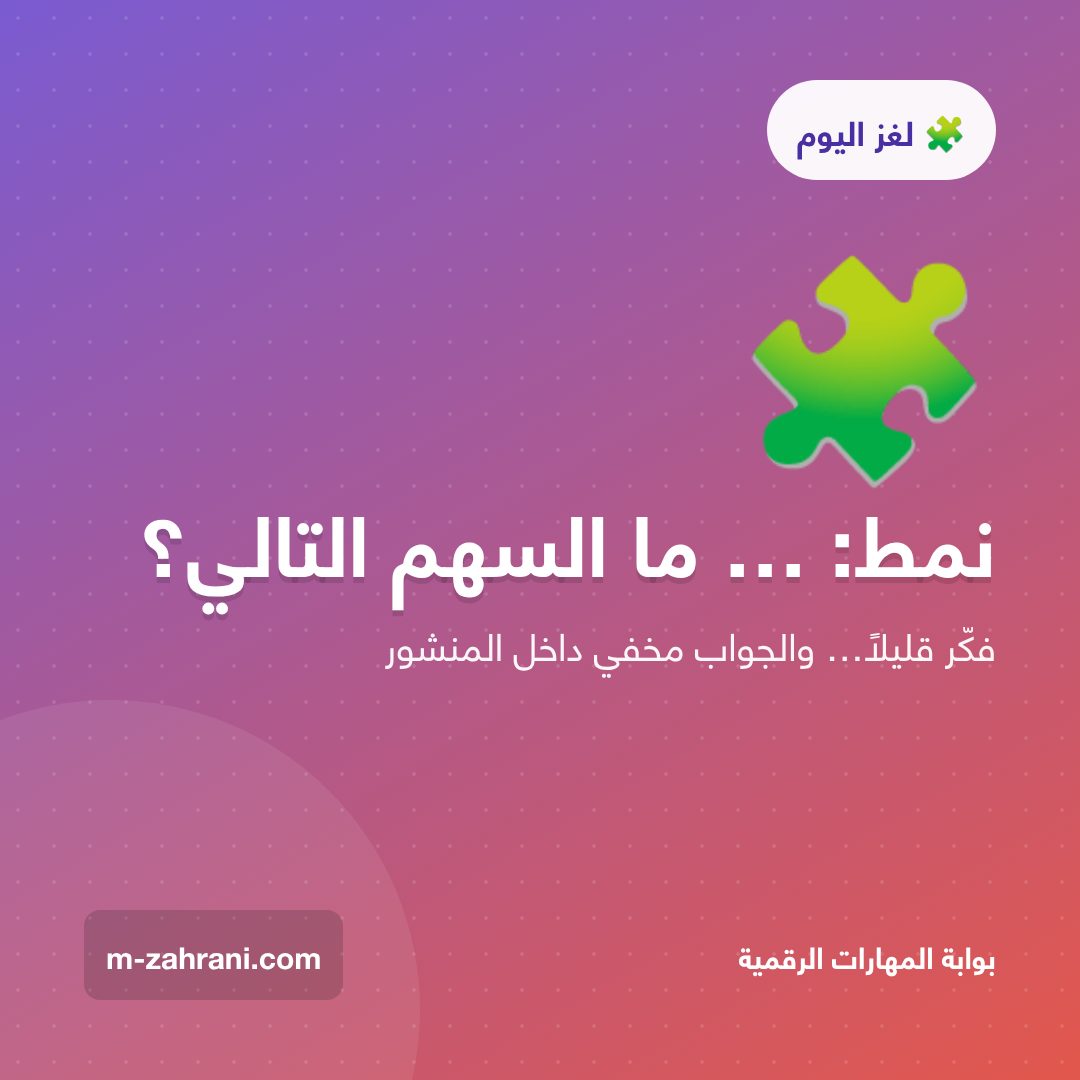 لغز اليوم
نمط: ... ما السهم التالي؟
فكّر قليلاً... والجواب مخفي داخل المنشور
بوابة المهارات الرقمية
m-zahrani.com